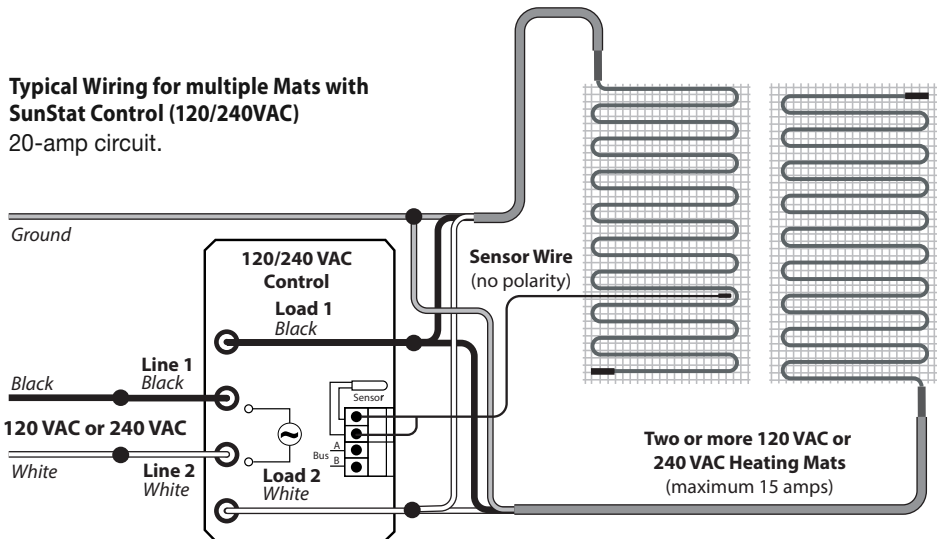 Typical Wiring for multiple Mats with
SunStat Control (120/240VAC)
20-amp circuit.
Ground
120/240 VAC
Control
Load 1
Black
Sensor Wire
(no polarity)
Line 1
Black
Black
Sensor
120 VAC or 240 VAC
A
Bus
B
White
Line 2
White
Load 2
White
Two or more 120 VAC or
240 VAC Heating Mats
(maximum 15 amps)